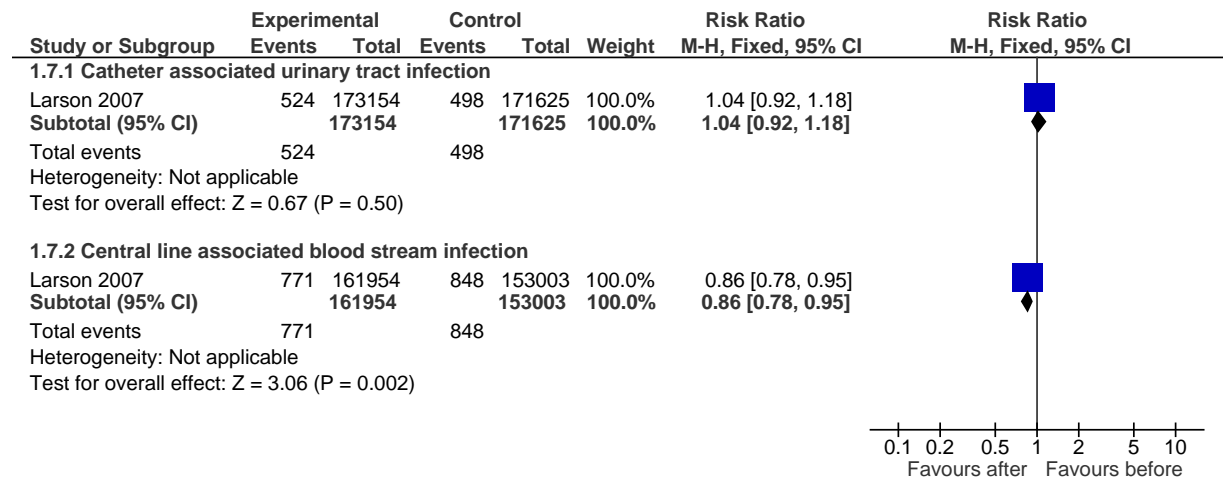 Experimental Control Risk Ratio Risk Ratio
Study or Subgroup Events Total Events Total Weight M-H, Fixed, 95% CI M-H, Fixed, 95% CI
1.7.1 Catheter associated urinary tract infection
Larson 2007 524 173154 498 171625 100.0% 1.04 [0.92, 1.18]
Subtotal (95% CI) 173154 171625 100.0% 1.04 [0.92, 1.18]
Total events 524 498
Heterogeneity: Not applicable
Test for overall effect: Z = 0.67 (P = 0.50)
1.7.2 Central line associated blood stream infection
Larson 2007 771 161954 848 153003 100.0% 0.86 [0.78, 0.95]
Subtotal (95% CI) 161954 153003 100.0% 0.86 [0.78, 0.95]
Total events 771 848
Heterogeneity: Not applicable
Test for overall effect: Z = 3.06 (P = 0.002)
0.1 0.2 0.5 1 2 5 10
Favours after Favours before